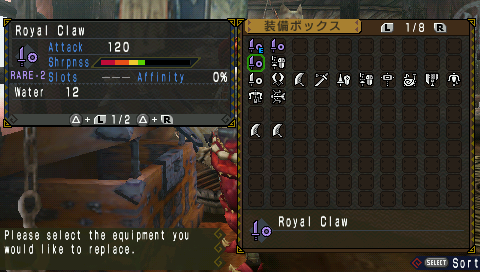 Royal Claw
Attack 120
Shrpnss
RARE-2 Slots --- Affinity 0%
Water 12
△+L 1/2 △+R
装備ボックス L 1/8 R
E
Royal Claw
Please select the equipment you
would like to replace.
SELECT Sort